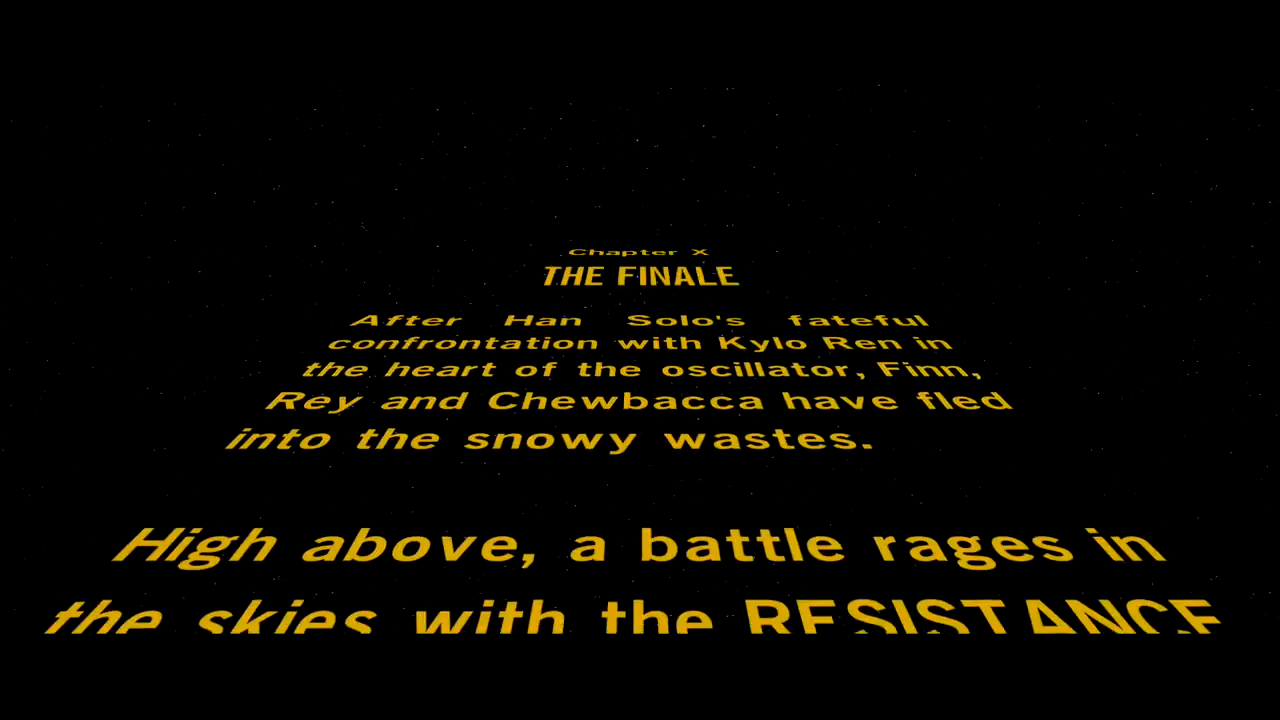 Chapter X
THE FINALE
After Han Solo's fateful
confrontation with Kylo Ren in
the heart of the oscillator, Finn,
Rey and Chewbacca have fled
into the snowy wastes.
High above, a battle rages in
the skies with the RESISTANCE